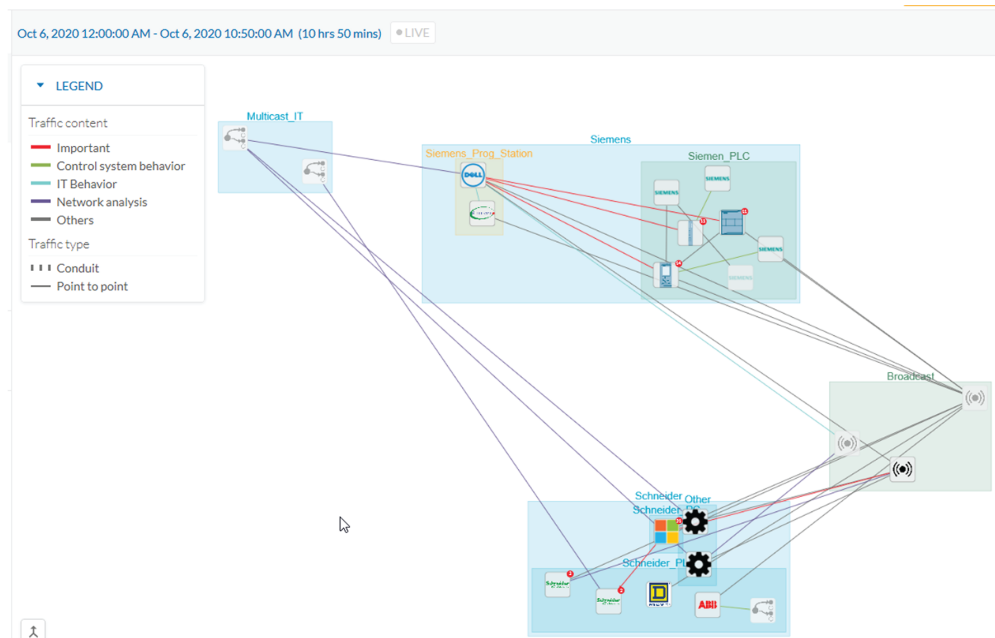 Oct 6, 2020 12:00:00 AM - Oct 6, 2020 10:50:00 AM (10 hrs 50 mins)
LIVE
LEGEND
Traffic content
Important
Control system behavior
IT Behavior
Network analysis
Others
Traffic type
Conduit
Point to point
Multicast_IT
Siemens
Siemens_Prog_Station
Siemen_PLC
DELL
SIEMENS
SIEMENS
SIEMENS
SIEMENS
Broadcast
Schneider
Other
Schneider
Schneider_PL
D
ABB